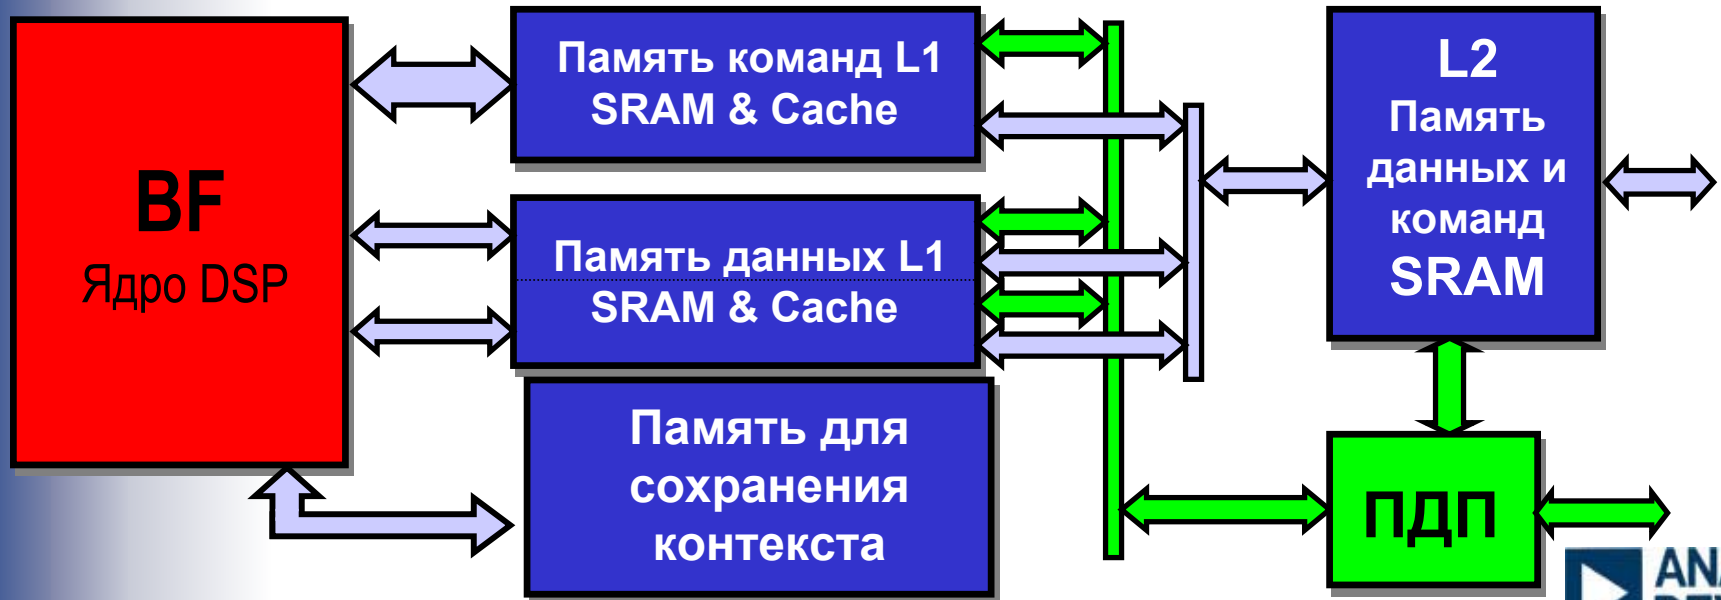 BF
Ядро DSP
Память команд L1
SRAM & Cache
Память данных L1
SRAM & Cache
Память для
сохранения
контекста
L2
Память
данных и
команд
SRAM
ПДП